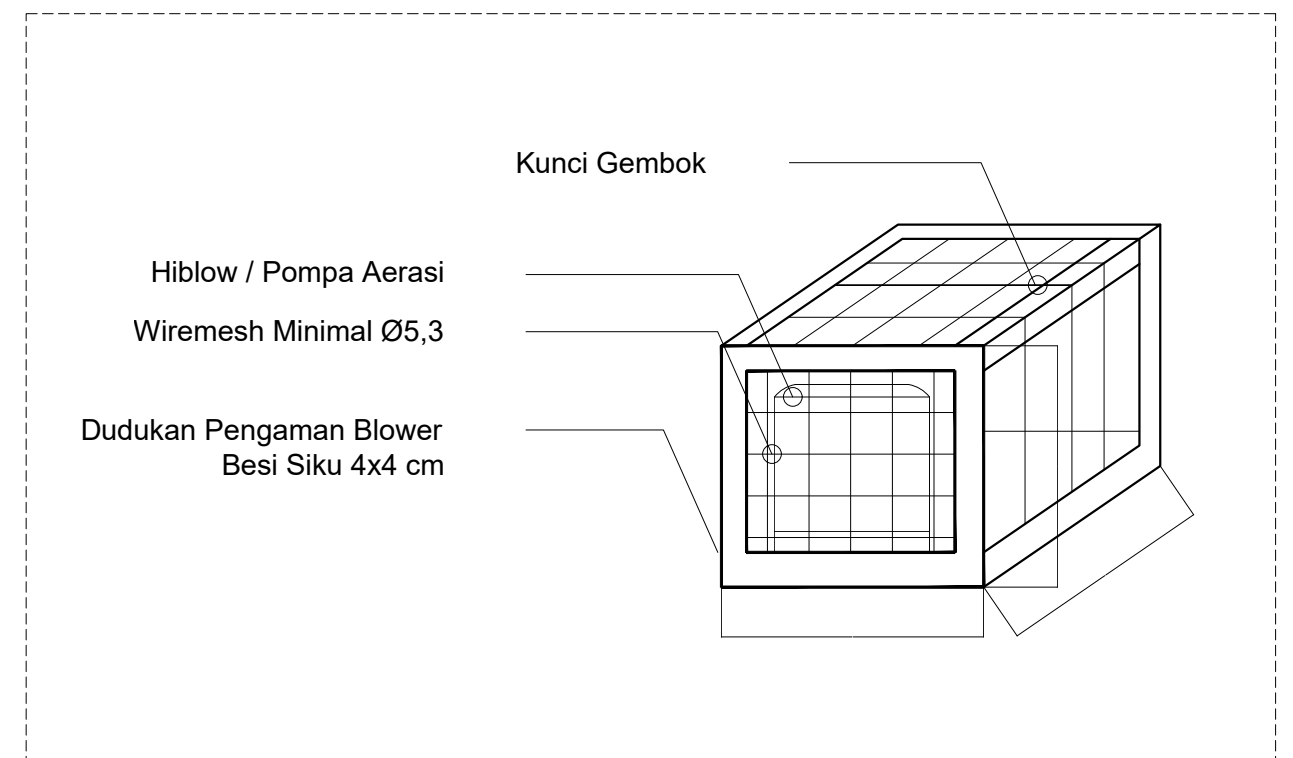 Kunci Gembok
Hiblow / Pompa Aerasi
Wiremesh Minimal Ø5,3
Dudukan Pengaman Blower
Besi Siku 4x4 cm